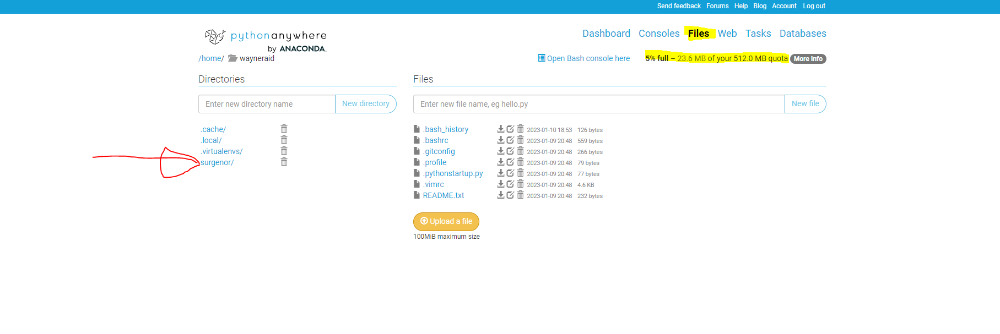 Send feedback Forums Help Blog Account Log out
pythonanywhere
by ANACONDA.
Dashboard Consoles Files Web Tasks Databases
/home/ wayneraid
Open Bash console here 5% full – 23.6 MB of your 512.0 MB quota More Info
Directories
Enter new directory name New directory
.cache/
.local/
.virtualenvs/
surgenor/
Files
Enter new file name, eg hello.py New file
.bash_history 2023-01-10 18:53 126 bytes
.bashrc 2023-01-09 20:48 559 bytes
.gitconfig 2023-01-09 20:48 266 bytes
.profile 2023-01-09 20:48 79 bytes
.pythonstartup.py 2023-01-09 20:48 77 bytes
.vimrc 2023-01-09 20:48 4.6 KB
README.txt 2023-01-09 20:48 232 bytes
Upload a file
100MiB maximum size